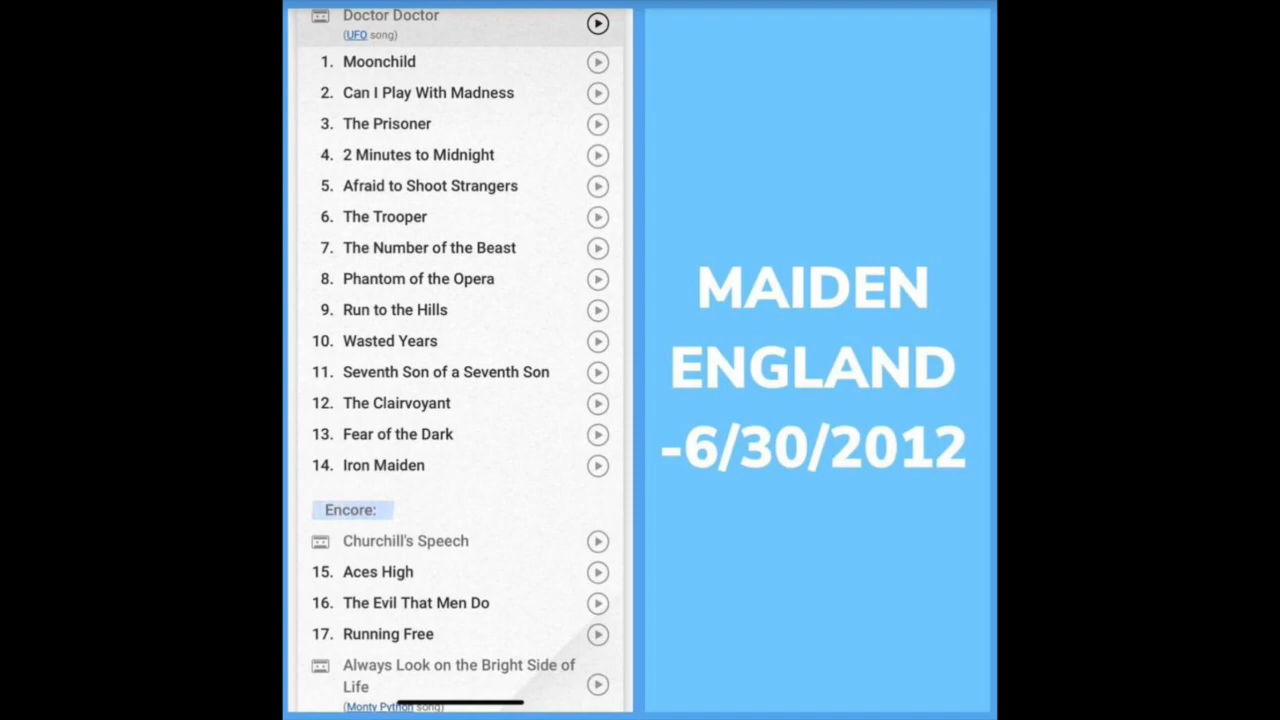 Doctor Doctor
(UFO song)
1. Moonchild
2. Can I Play With Madness
3. The Prisoner
4. 2 Minutes to Midnight
5. Afraid to Shoot Strangers
6. The Trooper
7. The Number of the Beast
8. Phantom of the Opera
9. Run to the Hills
10. Wasted Years
11. Seventh Son of a Seventh Son
12. The Clairvoyant
13. Fear of the Dark
14. Iron Maiden
Encore:
Churchill's Speech
15. Aces High
16. The Evil That Men Do
17. Running Free
Always Look on the Bright Side of
Life
(Monty Python song)
MAIDEN
ENGLAND
-6/30/2012